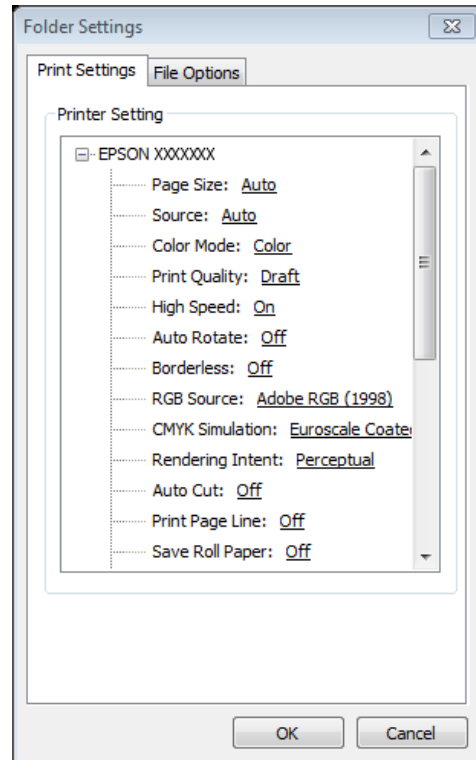 Folder Settings
Print Settings
File Options
Printer Setting
EPSON XXXXXXX
Page Size: Auto
Source: Auto
Color Mode: Color
Print Quality: Draft
High Speed: On
Auto Rotate: Off
Borderless: Off
RGB Source: Adobe RGB (1998)
CMYK Simulation: Euroscale Coate
Rendering Intent: Perceptual
Auto Cut: Off
Print Page Line: Off
Save Roll Paper: Off
OK
Cancel